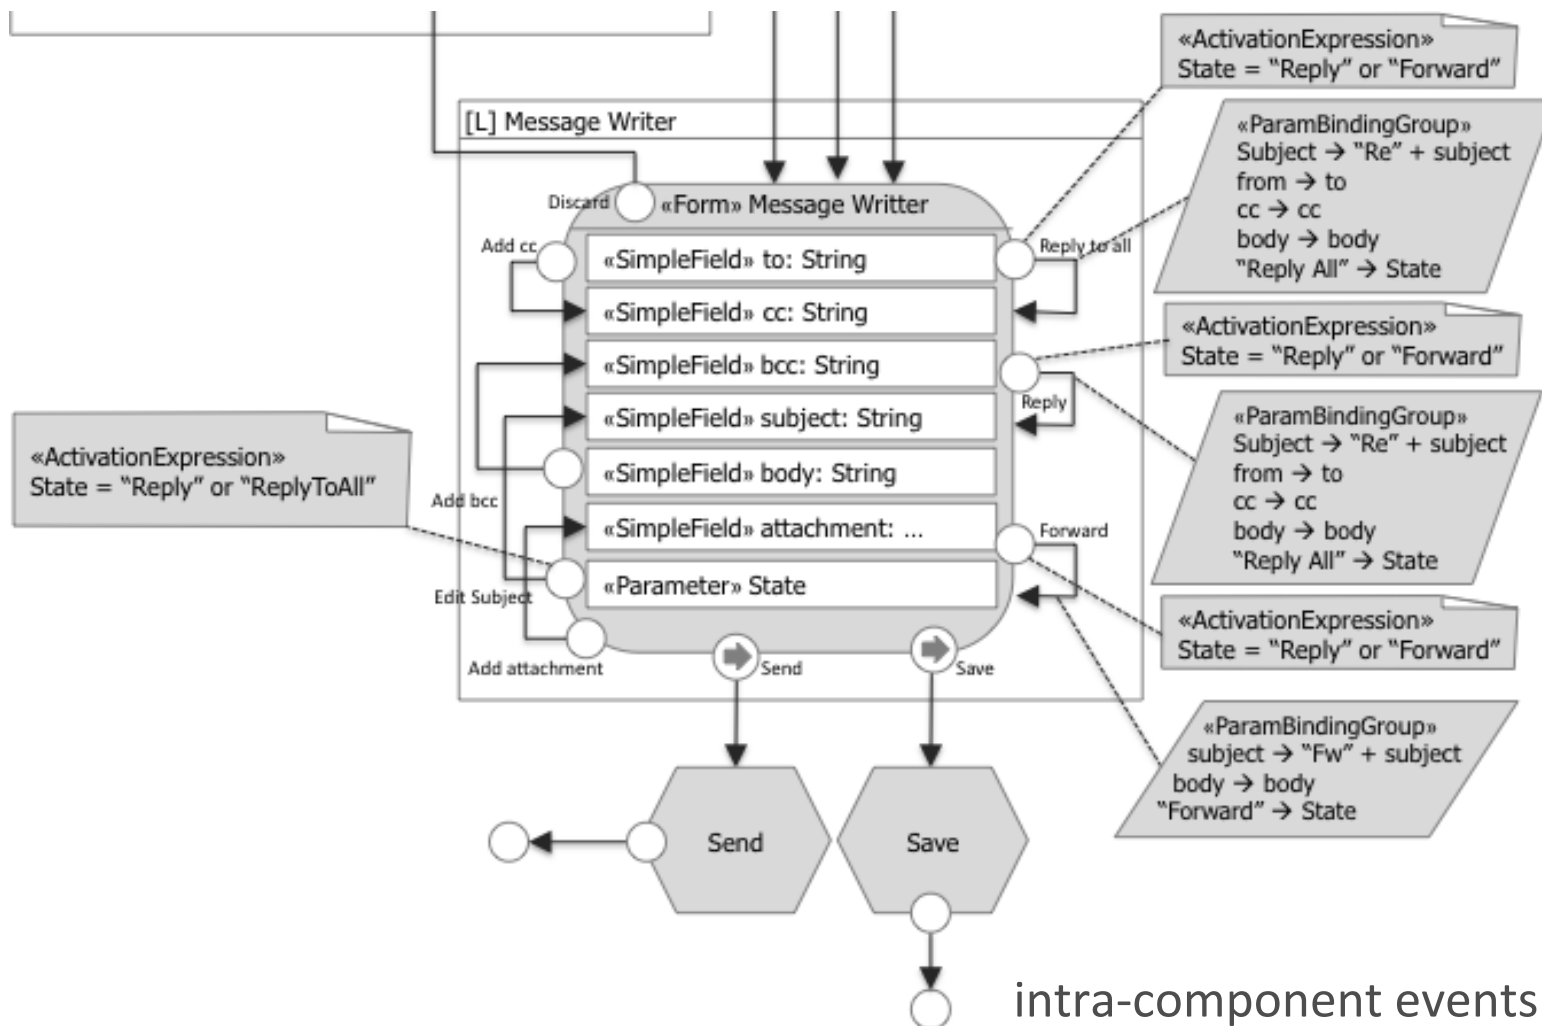 «ActivationExpression»
State = “Reply” or “Forward”
[L] Message Writer
«ParamBindingGroup»
Subject → “Re” + subject
from → to
cc → cc
body → body
“Reply All” → State
Discard
«Form» Message Writter
Add cc
«SimpleField» to: String
Reply to all
«SimpleField» cc: String
«ActivationExpression»
State = “Reply” or “Forward”
«SimpleField» bcc: String
Reply
«SimpleField» subject: String
«ParamBindingGroup»
Subject → “Re” + subject
from → to
cc → cc
body → body
“Reply All” → State
«ActivationExpression»
State = “Reply” or “ReplyToAll”
«SimpleField» body: String
Add bcc
«SimpleField» attachment: ...
Forward
«Parameter» State
Edit Subject
«ActivationExpression»
State = “Reply” or “Forward”
Add attachment
Send
Save
«ParamBindingGroup»
subject → “Fw” + subject
body → body
“Forward” → State
Send
Save
intra-component events